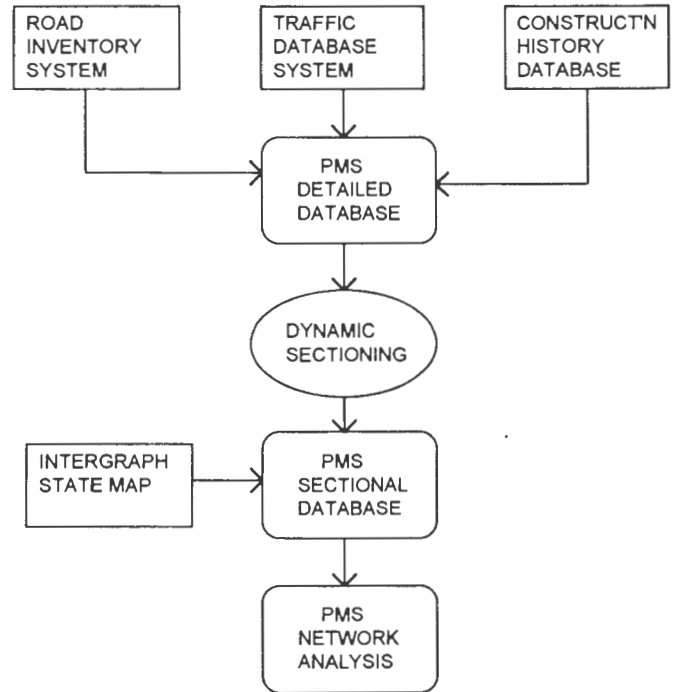 ROAD
INVENTORY
SYSTEM
TRAFFIC
DATABASE
SYSTEM
CONSTRUCT'N
HISTORY
DATABASE
PMS
DETAILED
DATABASE
DYNAMIC
SECTIONING
INTERGRAPH
STATE MAP
PMS
SECTIONAL
DATABASE
PMS
NETWORK
ANALYSIS